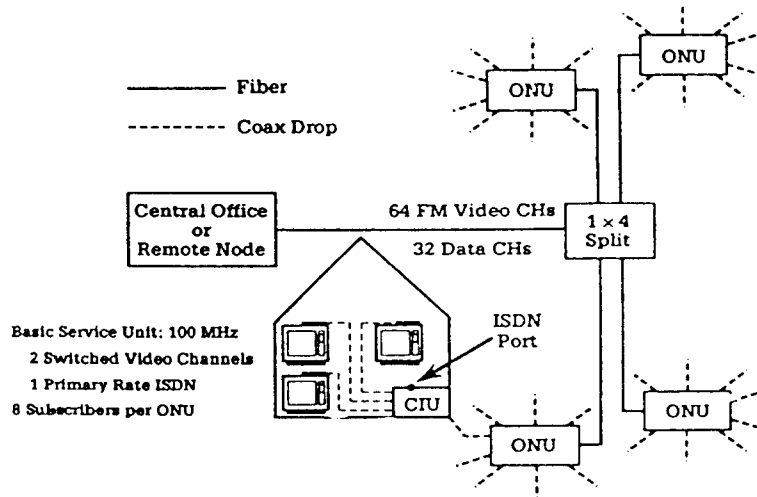 ONU
ONU
Fiber
Coax Drop
Central Office
or
Remote Node
64 FM Video CHs
32 Data CHs
1 × 4
Split
ISDN
Port
Basic Service Unit: 100 MHz
2 Switched Video Channels
1 Primary Rate ISDN
8 Subscribers per ONU
CIU
ONU
ONU